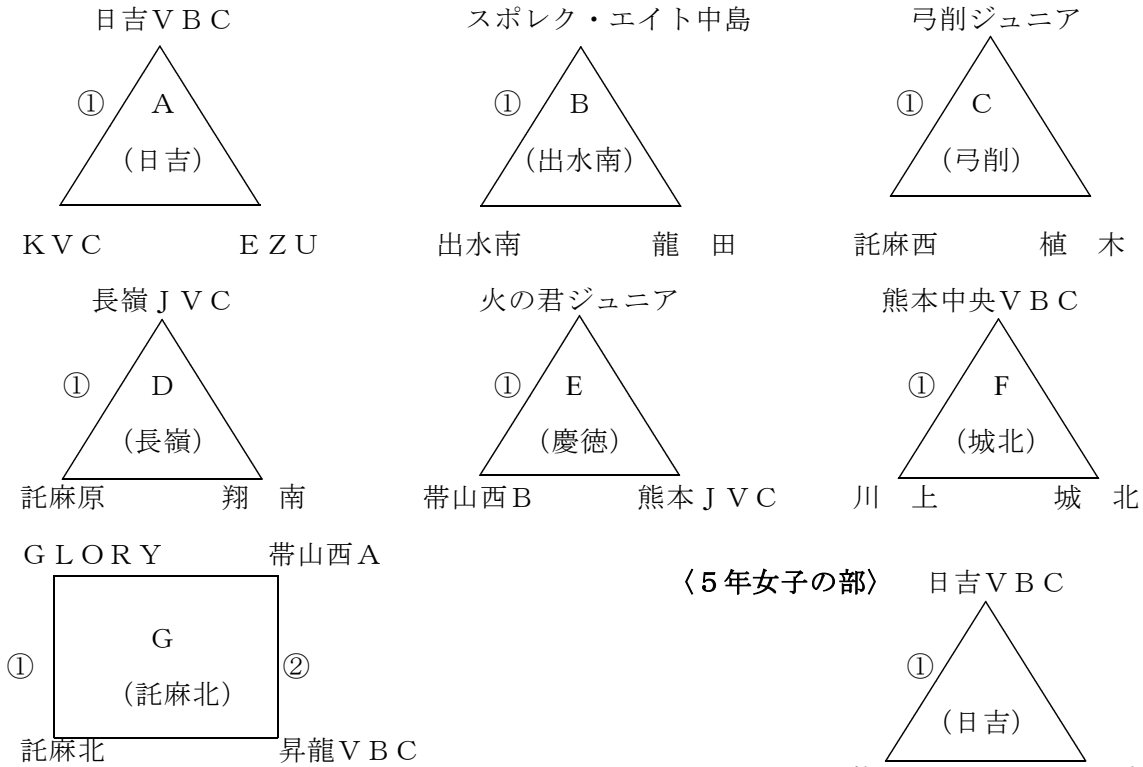 日吉ＶＢＣ　スポレク・エイト中島　弓削ジュニア
①　Ａ　①　Ｂ　①　Ｃ
（日吉）　（出水南）　（弓削）
ＫＶＣ　ＥＺＵ　出水南　龍　田　託麻西　植　木
長嶺ＪＶＣ　火の君ジュニア　熊本中央ＶＢＣ
①　Ｄ　①　Ｅ　①　Ｆ
（長嶺）　（慶徳）　（城北）
託麻原　翔　南　帯山西Ｂ　熊本ＪＶＣ　川　上　城　北
ＧＬＯＲＹ　帯山西Ａ
〈５年女子の部〉　日吉ＶＢＣ
①　Ｇ　②　①
（託麻北）　（日吉）
託麻北　昇龍ＶＢＣ